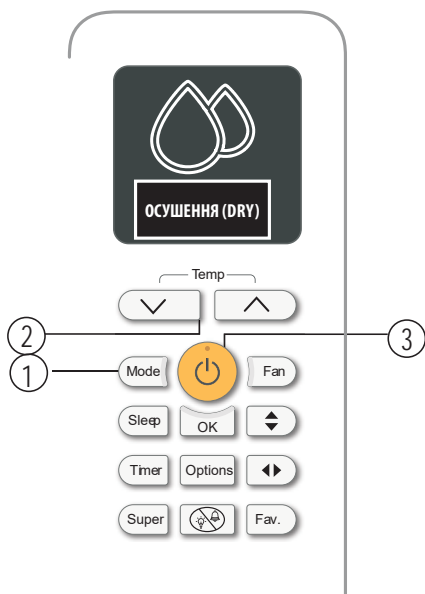 ОСУШЕННЯ (DRY)
Temp
2
3
1
Mode
Fan
Sleep
OK
Timer
Options
Super
Fav.